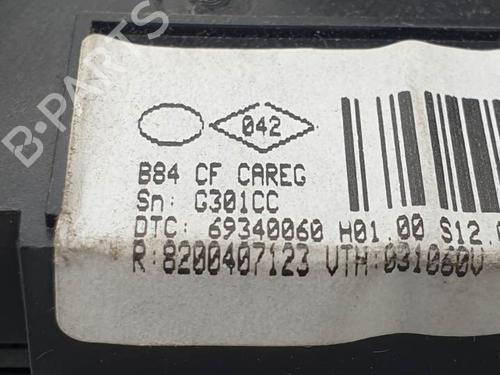 B-PARTS
042
B84 CF CAREG
Sn: G301CC
DTC: 69340060 H01.00 S12.
R:8200407123 VTH:031060V